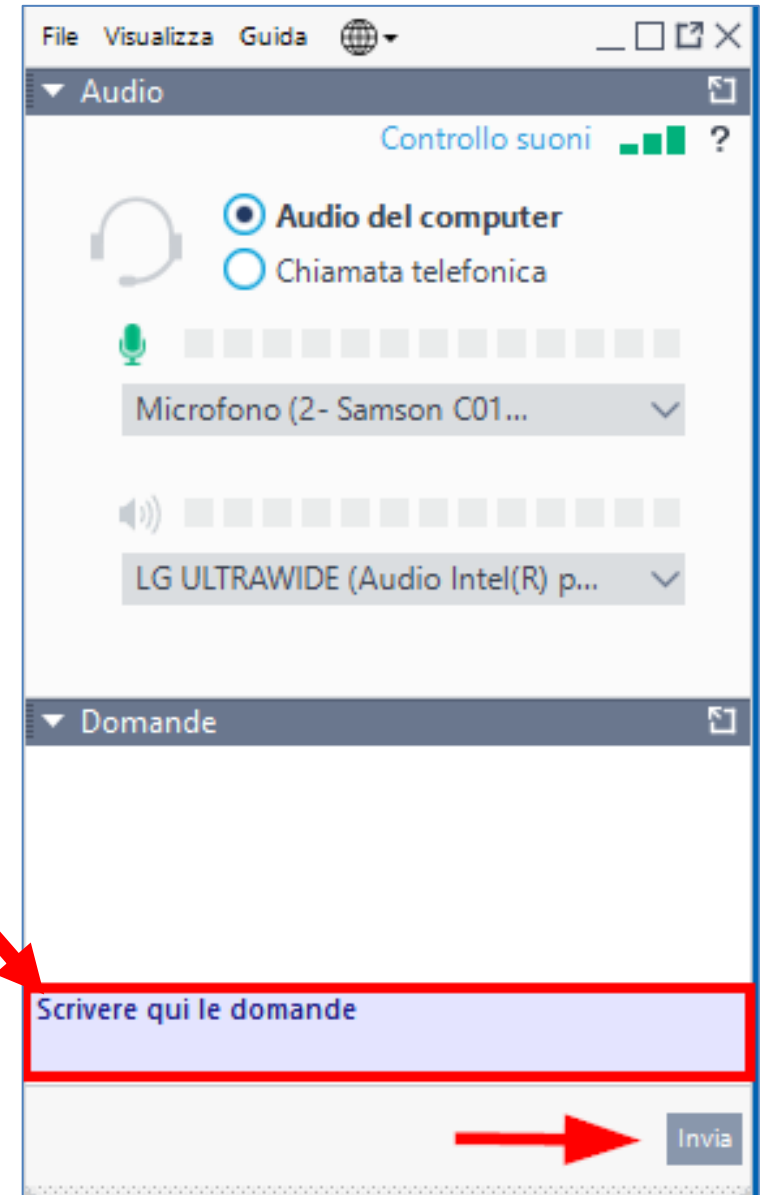 File Visualizza Guida
Audio
Controllo suoni ?
Audio del computer
Chiamata telefonica
Microfono (2- Samson C01...
LG ULTRAWIDE (Audio Intel(R) p...
Domande
Scrivere qui le domande
Invia